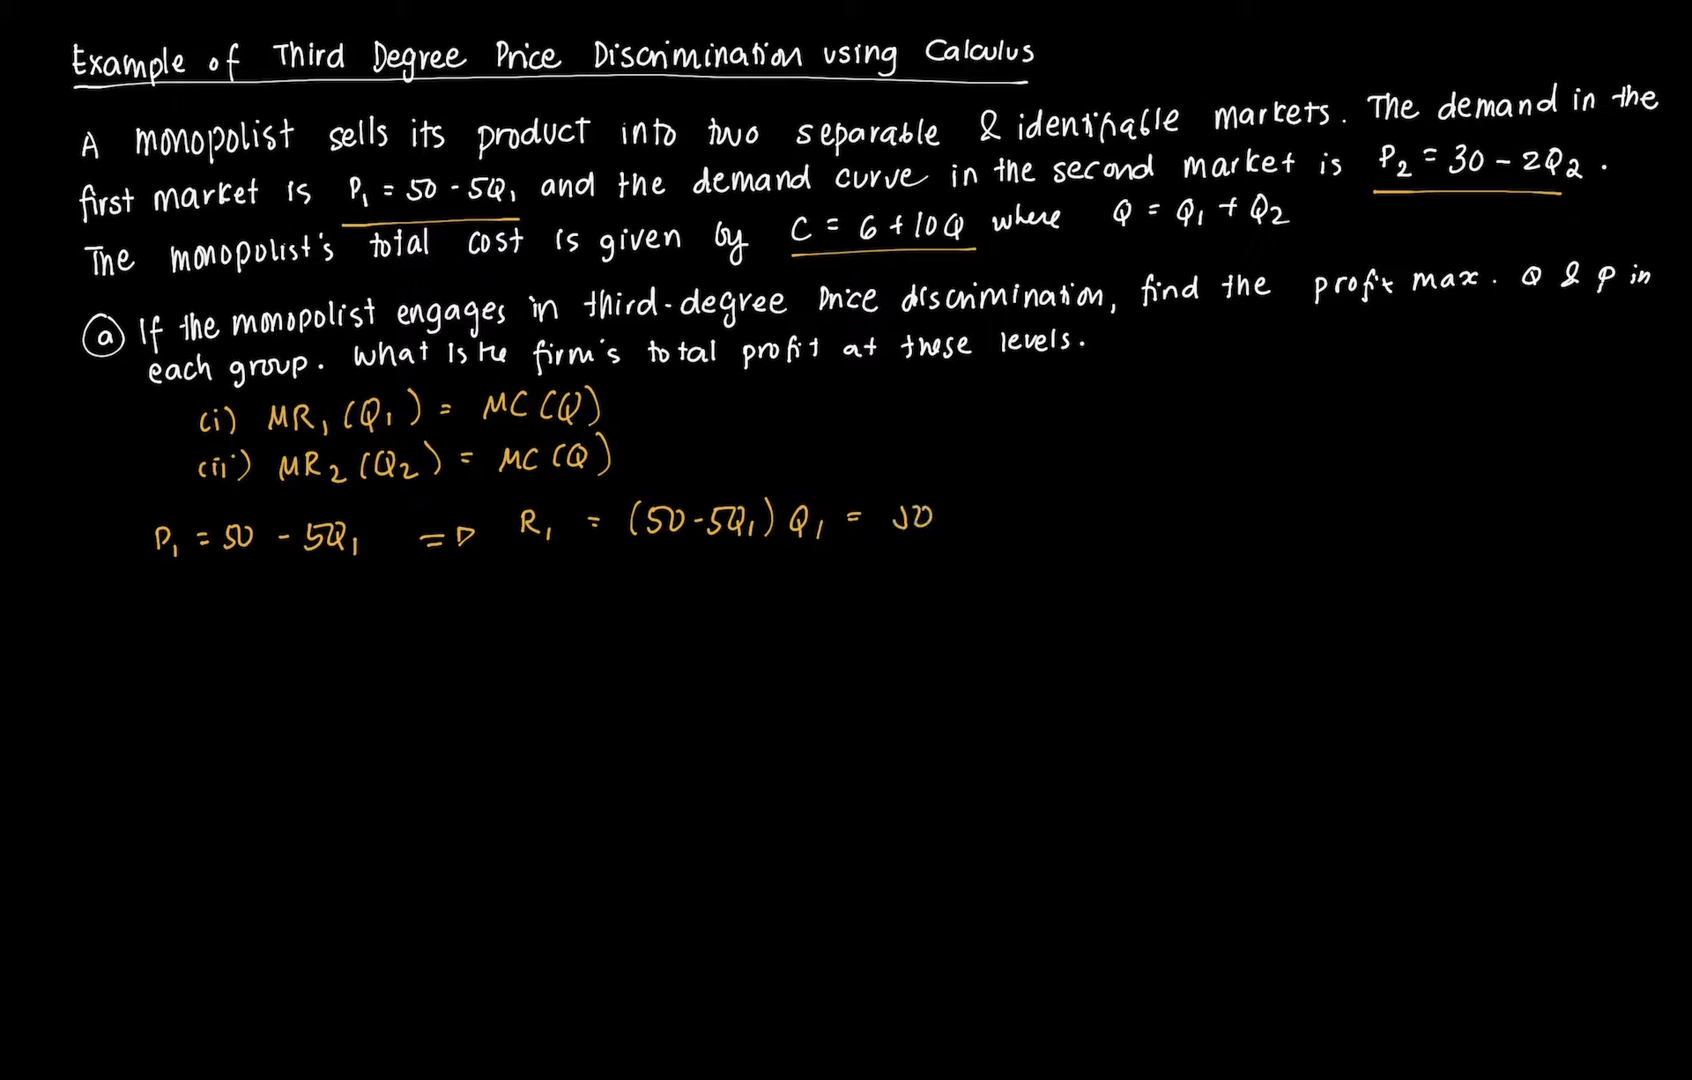 Example of Third Degree Price Discrimination using Calculus
A monopolist sells its product into two separable & identifiable markets. The demand in the
first market is P₁ = 50 - 5Q₁ and the demand curve in the second market is P₂ = 30 - 2Q₂.
The monopolist's total cost is given by C = 6 + 10Q where Q = Q₁ + Q₂
(a) If the monopolist engages in third-degree price discrimination, find the profit max. Q & P in
each group. What is the firm's total profit at these levels.
(i) MR₁(Q₁) = MC(Q)
(ii) MR₂(Q₂) = MC(Q)
P₁ = 50 - 5Q₁ => R₁ = (50-5Q₁)Q₁ = 50